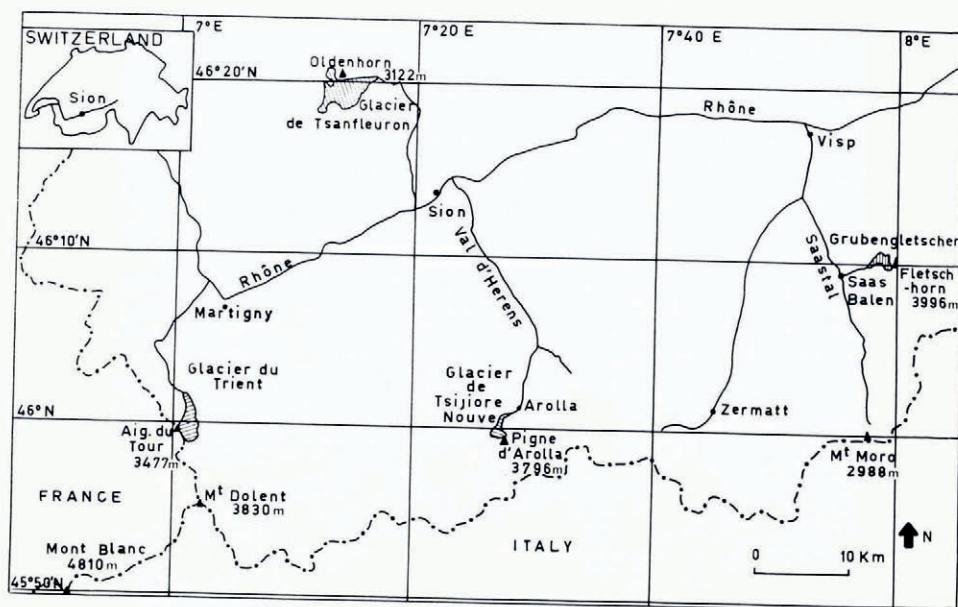 SWITZERLAND
Sion
7°E
7°20 E
7°40 E
8°E
46°20'N
Oldenhorn
3122m
Glacier
de Tsanfleuron
Rhône
Visp
Sion
46°10'N
Rhône
Martigny
Val d'Herens
Saastal
Grubengletscher
Saas
Balen
Fletsch
-horn
3996m
Glacier du
Trient
Glacier
de
Tsijiore
Nouve
Arolla
Zermatt
46°N
Aig. du
Tour
3477m
Pigne
d'Arolla
3796m
Mt Moro
2988m
FRANCE
Mt Dolent
3830m
Mont Blanc
4810m
ITALY
0 10 Km
N
45°50'N